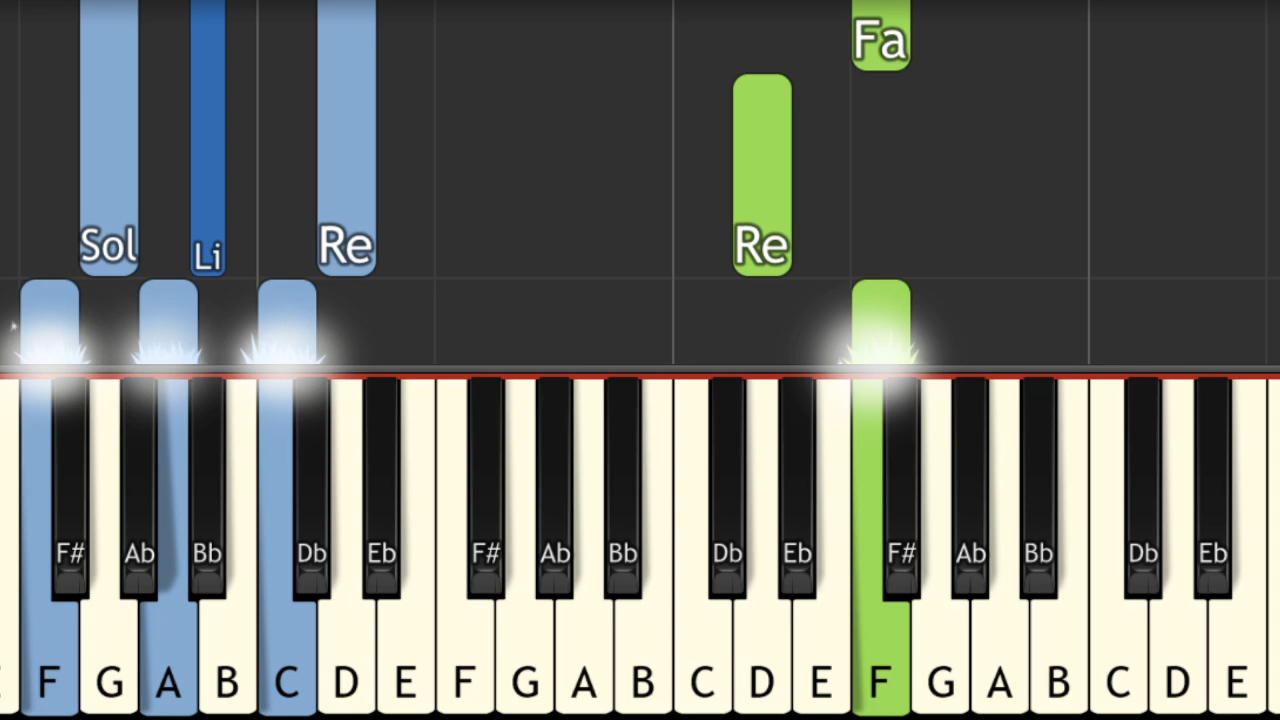 Fa
Sol Li Re Re
F# Ab Bb Db Eb F# Ab Bb Db Eb F# Ab Bb Db Eb
F G A B C D E F G A B C D E F G A B C D E